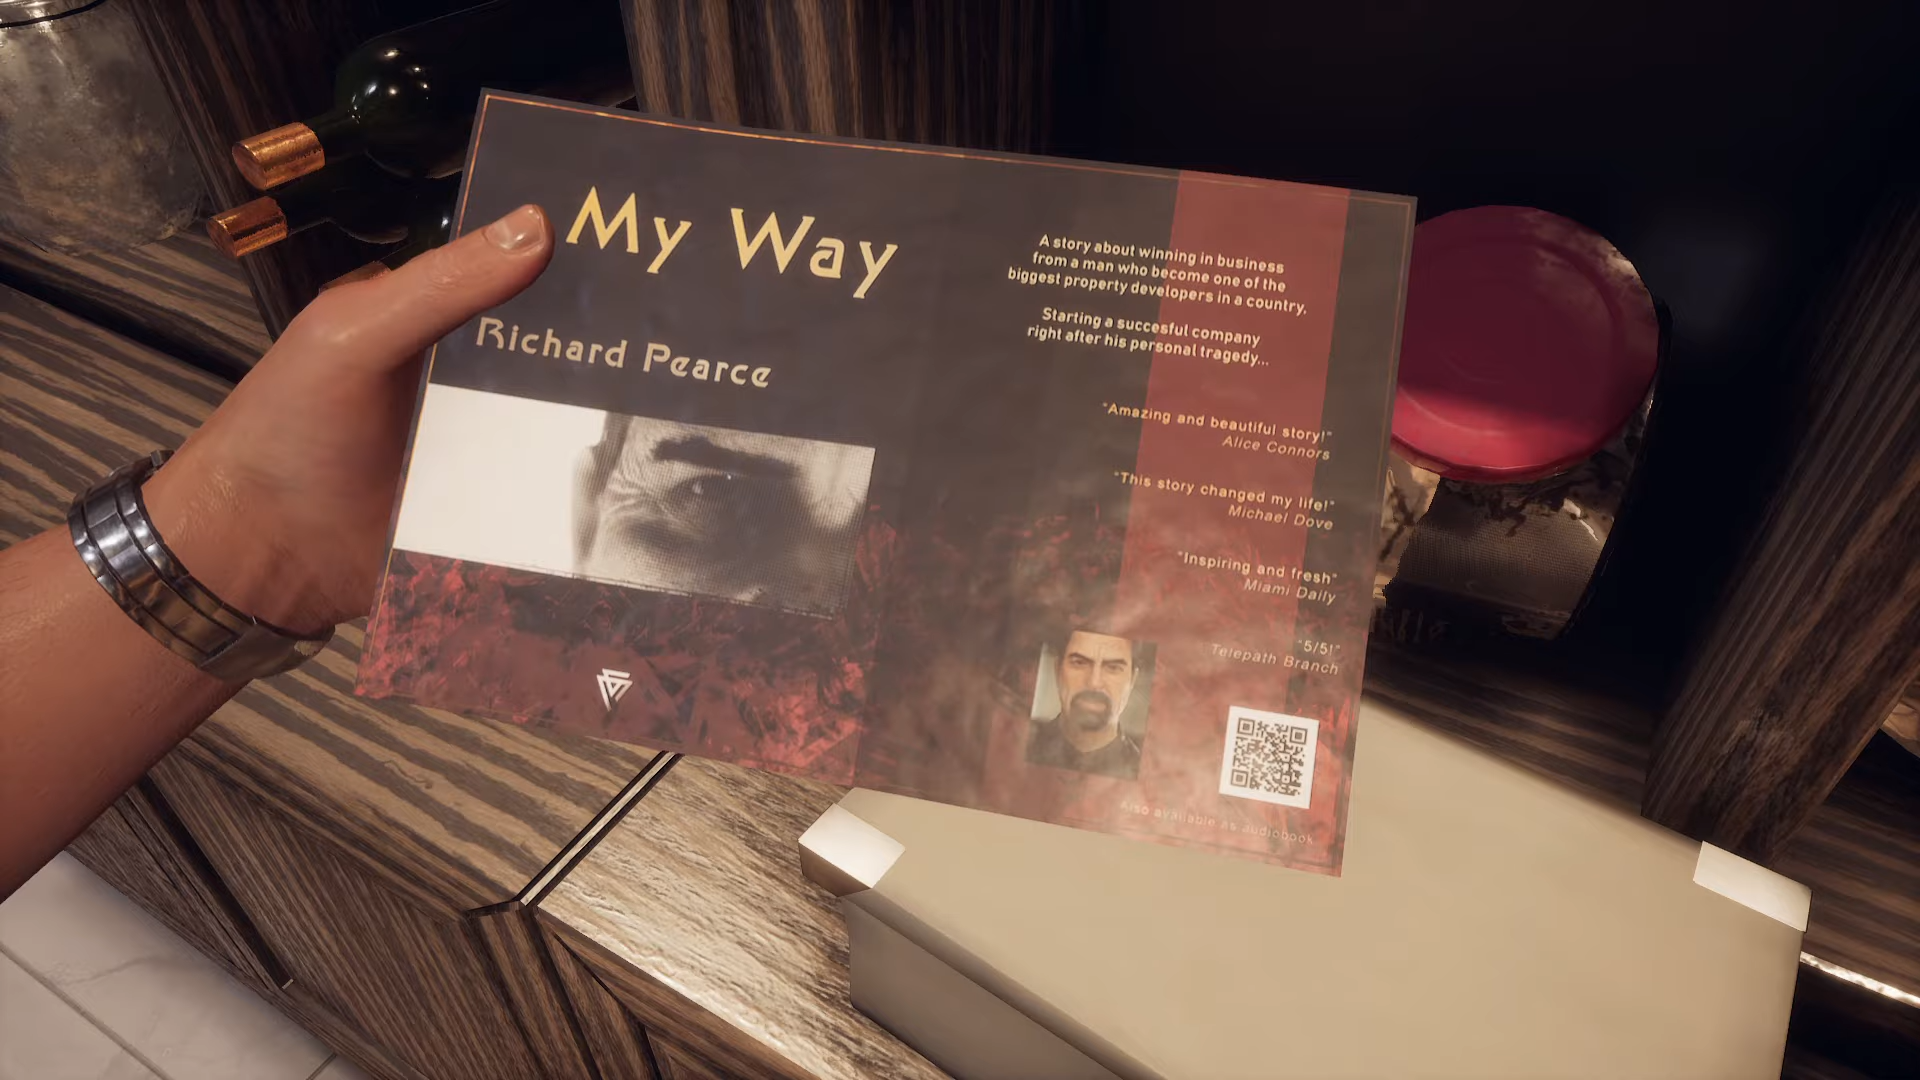 My Way
Richard Pearce
A story about winning in business
from a man who become one of the
biggest property developers in a country.
Starting a succesful company
right after his personal tragedy...
"Amazing and beautiful story!"
Alice Connors
"This story changed my life!"
Michael Dove
"Inspiring and fresh"
Miami Daily
"5/5!"
Telepath Branch
Also available as audiobook